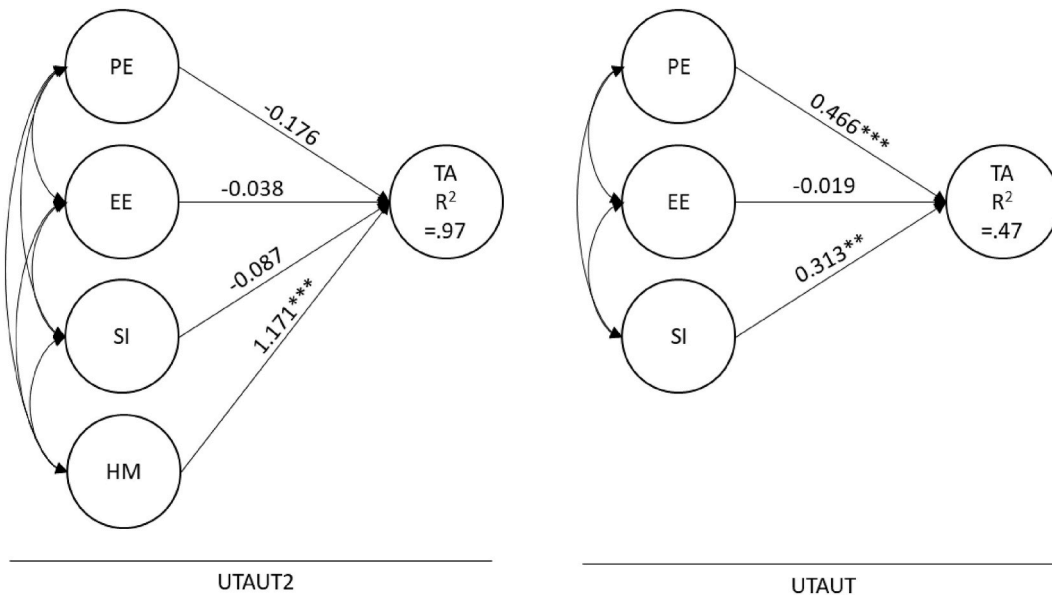 PE
EE
SI
HM
-0.176
-0.038
-0.087
1.171***
TA
R²
=.97
UTAUT2
PE
EE
SI
0.466***
-0.019
0.313**
TA
R²
=.47
UTAUT